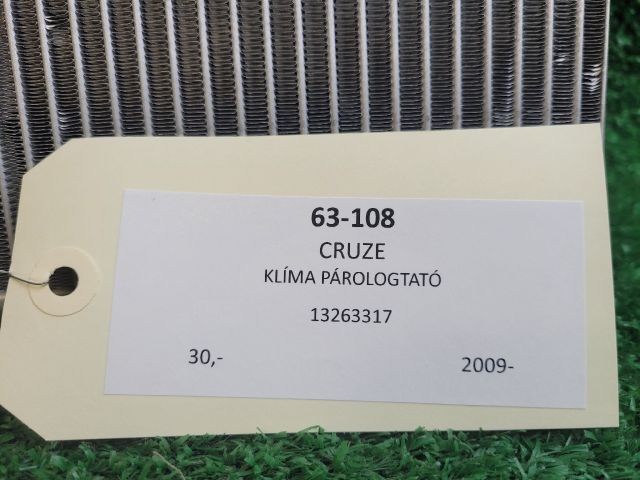 63-108
CRUZE
KLÍMA PÁROLOGTATÓ
13263317
30,- 2009-